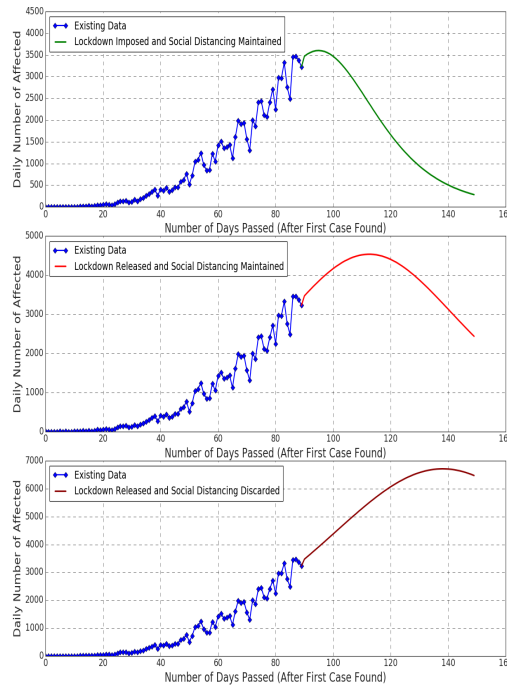 4500
4000
3500
3000
2500
2000
1500
1000
500
0
Daily Number of Affected
Existing Data
Lockdown Imposed and Social Distancing Maintained
0 20 40 60 80 100 120 140 160
Number of Days Passed (After First Case Found)
5000
4000
3000
2000
1000
0
Daily Number of Affected
Existing Data
Lockdown Released and Social Distancing Maintained
0 20 40 60 80 100 120 140 160
Number of Days Passed (After First Case Found)
7000
6000
5000
4000
3000
2000
1000
0
Daily Number of Affected
Existing Data
Lockdown Released and Social Distancing Discarded
0 20 40 60 80 100 120 140 160
Number of Days Passed (After First Case Found)